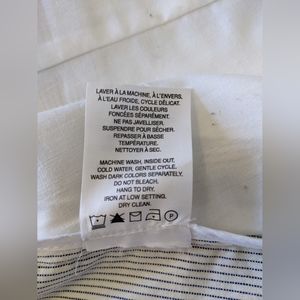 LAVER À LA MACHINE, À L'ENVERS,
À L'EAU FROIDE, CYCLE DÉLICAT.
LAVER LES COULEURS
FONCÉES SÉPARÉMENT.
NE PAS JAVELLISER.
SUSPENDRE POUR SÉCHER.
REPASSER À BASSE
TEMPÉRATURE.
NETTOYER À SEC.
MACHINE WASH, INSIDE OUT,
COLD WATER, GENTLE CYCLE.
WASH DARK COLORS SEPARATELY.
DO NOT BLEACH.
HANG TO DRY.
IRON AT LOW SETTING.
DRY CLEAN.
P